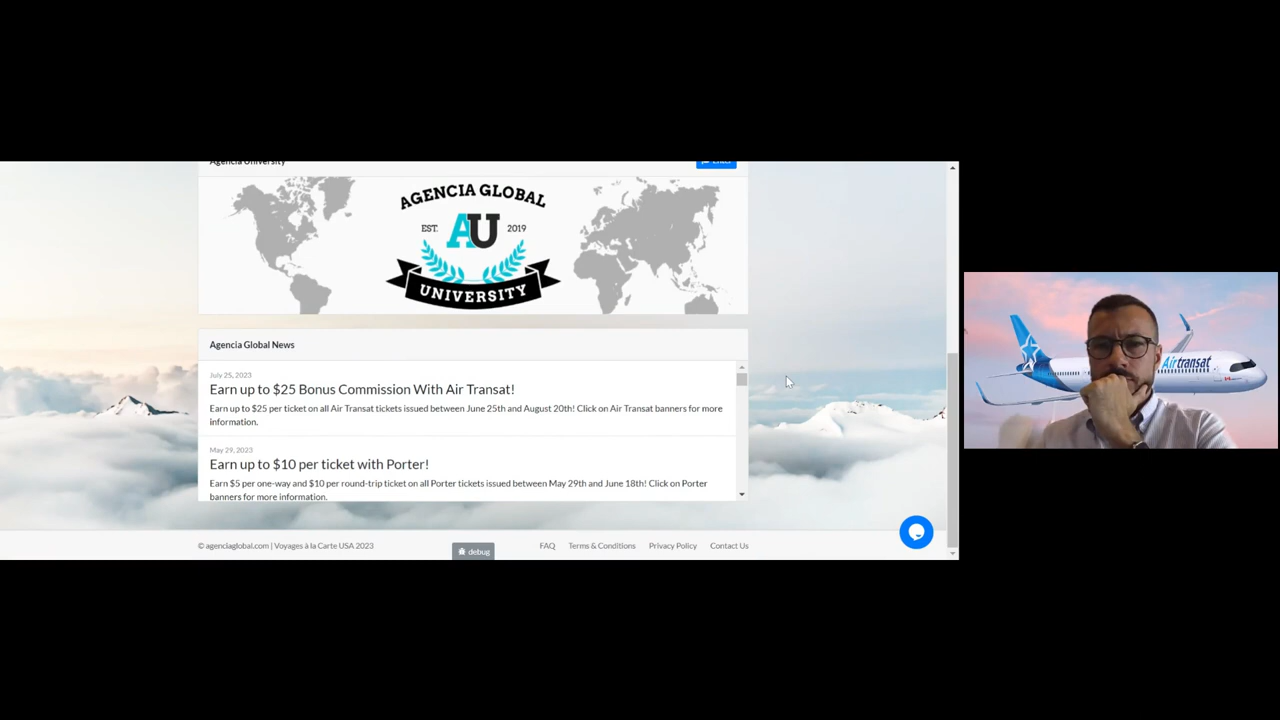 Agencia University
AGENCIA GLOBAL
EST. AU 2019
UNIVERSITY
Agencia Global News
July 25, 2023
Earn up to $25 Bonus Commission With Air Transat!
Earn up to $25 per ticket on all Air Transat tickets issued between June 25th and August 20th! Click on Air Transat banners for more
information.
May 29, 2023
Earn up to $10 per ticket with Porter!
Earn $5 per one-way and $10 per round-trip ticket on all Porter tickets issued between May 29th and June 18th! Click on Porter
banners for more information.
© agenciaglobal.com | Voyages à la Carte USA 2023
debug
FAQ Terms & Conditions Privacy Policy Contact Us
Airtransat